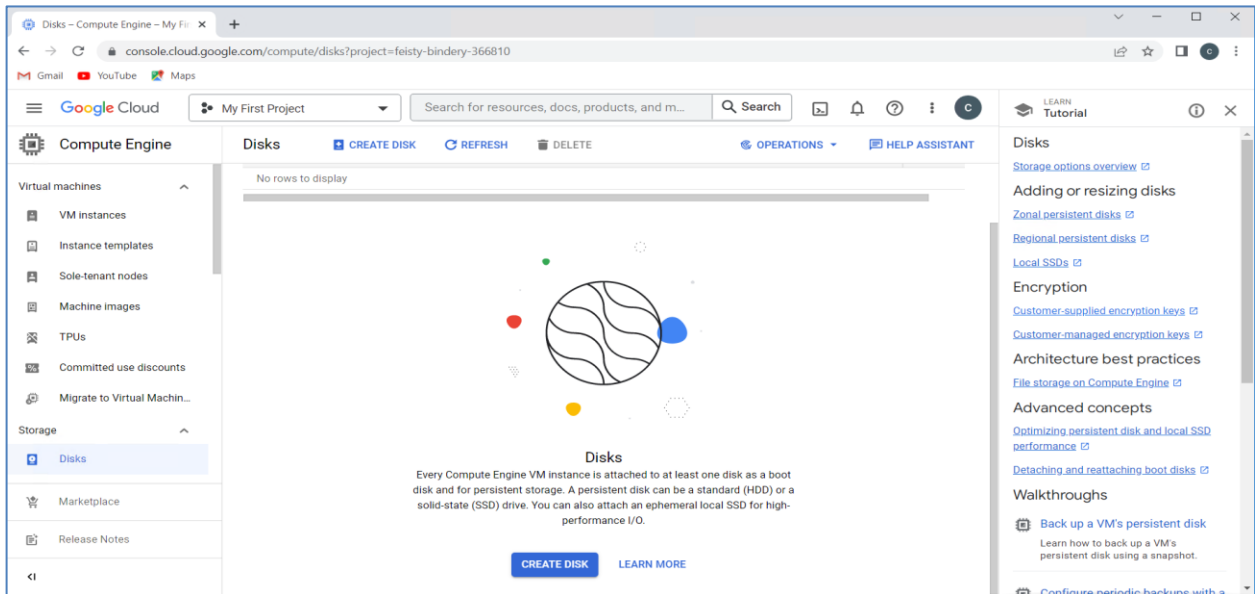 Disks – Compute Engine – My Fir
console.cloud.google.com/compute/disks?project=feisty-bindery-366810
C
Gmail YouTube Maps
Google Cloud My First Project Search for resources, docs, products, and m... Search C
LEARN
Tutorial
Compute Engine
Disks CREATE DISK REFRESH DELETE OPERATIONS HELP ASSISTANT
No rows to display
Virtual machines
VM instances
Instance templates
Sole-tenant nodes
Machine images
TPUs
Committed use discounts
Migrate to Virtual Machin...
Storage
Disks
Marketplace
Release Notes
Disks
Every Compute Engine VM instance is attached to at least one disk as a boot
disk and for persistent storage. A persistent disk can be a standard (HDD) or a
solid-state (SSD) drive. You can also attach an ephemeral local SSD for high-
performance I/O.
CREATE DISK LEARN MORE
Disks
Storage options overview
Adding or resizing disks
Zonal persistent disks
Regional persistent disks
Local SSDs
Encryption
Customer-supplied encryption keys
Customer-managed encryption keys
Architecture best practices
File storage on Compute Engine
Advanced concepts
Optimizing persistent disk and local SSD
performance
Detaching and reattaching boot disks
Walkthroughs
Back up a VM's persistent disk
Learn how to back up a VM's
persistent disk using a snapshot.
Configure periodic backups with a